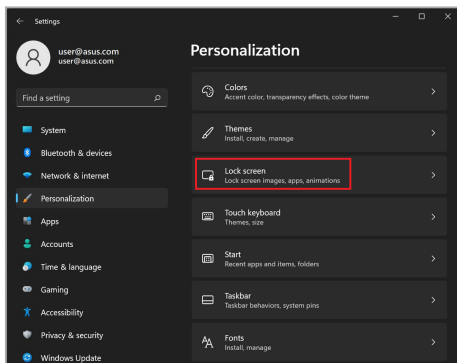 Settings
user@asus.com
user@asus.com
Find a setting
System
Bluetooth & devices
Network & internet
Personalization
Apps
Accounts
Time & language
Gaming
Accessibility
Privacy & security
Windows Update
Personalization
Colors
Accent color, transparency effects, color theme
Themes
Install, create, manage
Lock screen
Lock screen images, apps, animations
Touch keyboard
Themes, size
Start
Recent apps and items, folders
Taskbar
Taskbar behaviors, system pins
Fonts
Install, manage